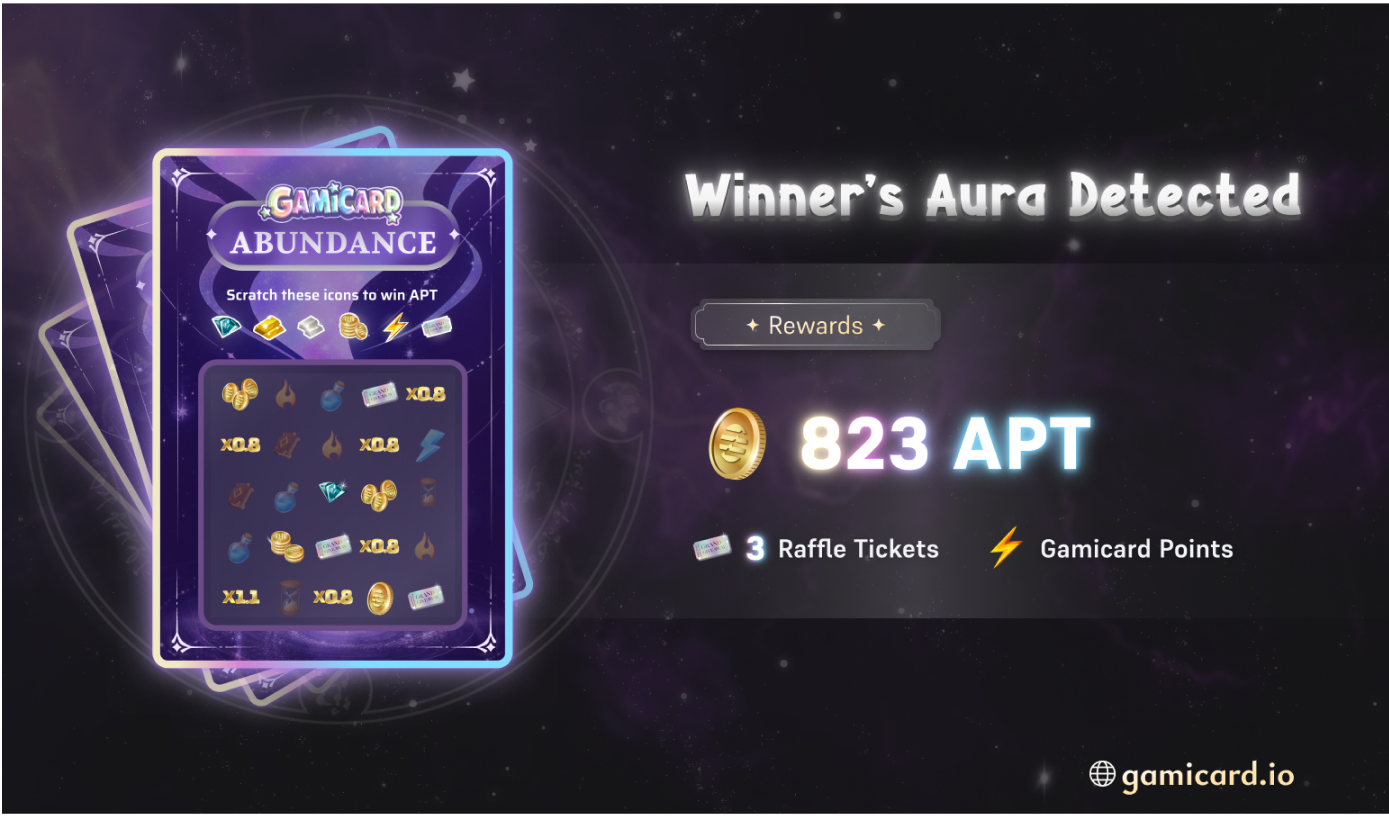 GAMICARD
ABUNDANCE
Scratch these icons to win APT
x0.8
x0.8 x0.8
x0.8
x1.1 x0.8
Winner's Aura Detected
Rewards
823 APT
3 Raffle Tickets
Gamicard Points
gamicard.io